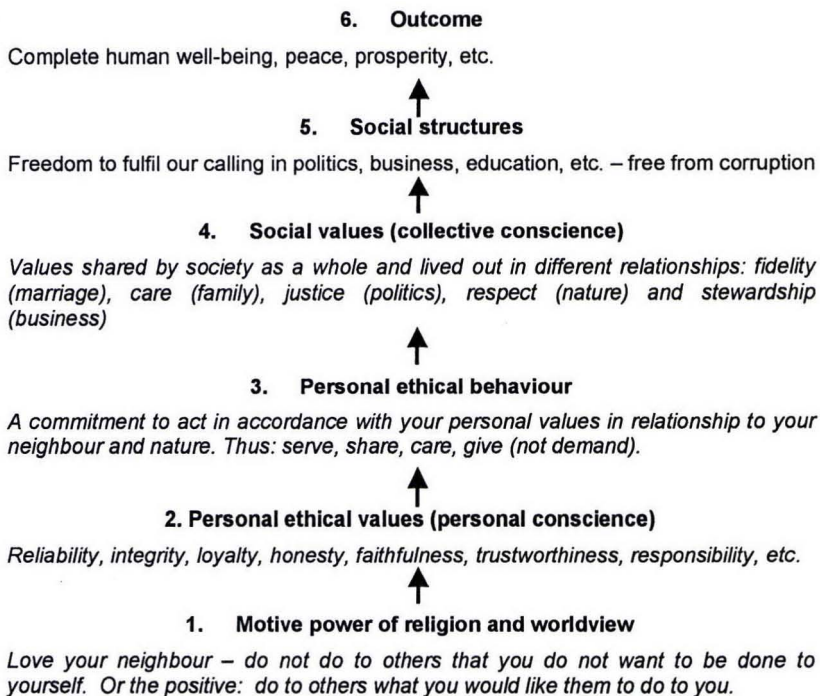 6. Outcome
Complete human well-being, peace, prosperity, etc.
5. Social structures
Freedom to fulfil our calling in politics, business, education, etc. – free from corruption
4. Social values (collective conscience)
Values shared by society as a whole and lived out in different relationships: fidelity
(marriage), care (family), justice (politics), respect (nature) and stewardship
(business)
3. Personal ethical behaviour
A commitment to act in accordance with your personal values in relationship to your
neighbour and nature. Thus: serve, share, care, give (not demand).
2. Personal ethical values (personal conscience)
Reliability, integrity, loyalty, honesty, faithfulness, trustworthiness, responsibility, etc.
1. Motive power of religion and worldview
Love your neighbour – do not do to others that you do not want to be done to
yourself. Or the positive: do to others what you would like them to do to you.